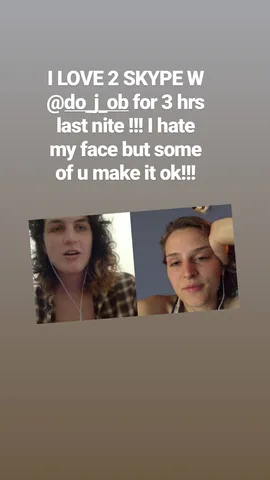 I LOVE 2 SKYPE W
@do_j_ob for 3 hrs
last nite !!! I hate
my face but some
of u make it ok!!!